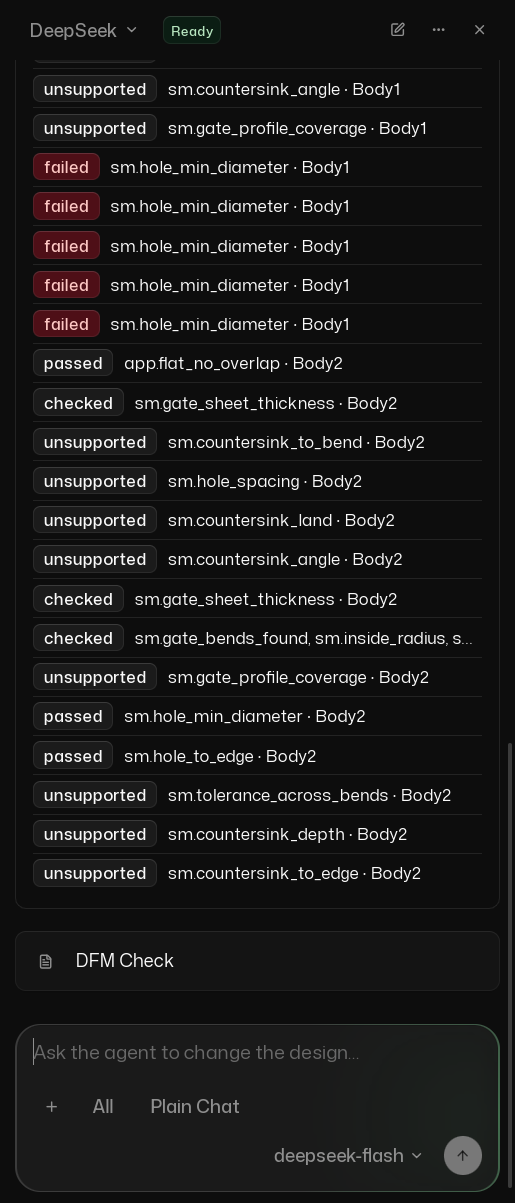 DeepSeek Ready
unsupported sm.countersink_angle · Body1
unsupported sm.gate_profile_coverage · Body1
failed sm.hole_min_diameter · Body1
failed sm.hole_min_diameter · Body1
failed sm.hole_min_diameter · Body1
failed sm.hole_min_diameter · Body1
failed sm.hole_min_diameter · Body1
passed app.flat_no_overlap · Body2
checked sm.gate_sheet_thickness · Body2
unsupported sm.countersink_to_bend · Body2
unsupported sm.hole_spacing · Body2
unsupported sm.countersink_land · Body2
unsupported sm.countersink_angle · Body2
checked sm.gate_sheet_thickness · Body2
checked sm.gate_bends_found, sm.inside_radius, s...
unsupported sm.gate_profile_coverage · Body2
passed sm.hole_min_diameter · Body2
passed sm.hole_to_edge · Body2
unsupported sm.tolerance_across_bends · Body2
unsupported sm.countersink_depth · Body2
unsupported sm.countersink_to_edge · Body2
DFM Check
Ask the agent to change the design...
+ All Plain Chat
deepseek-flash